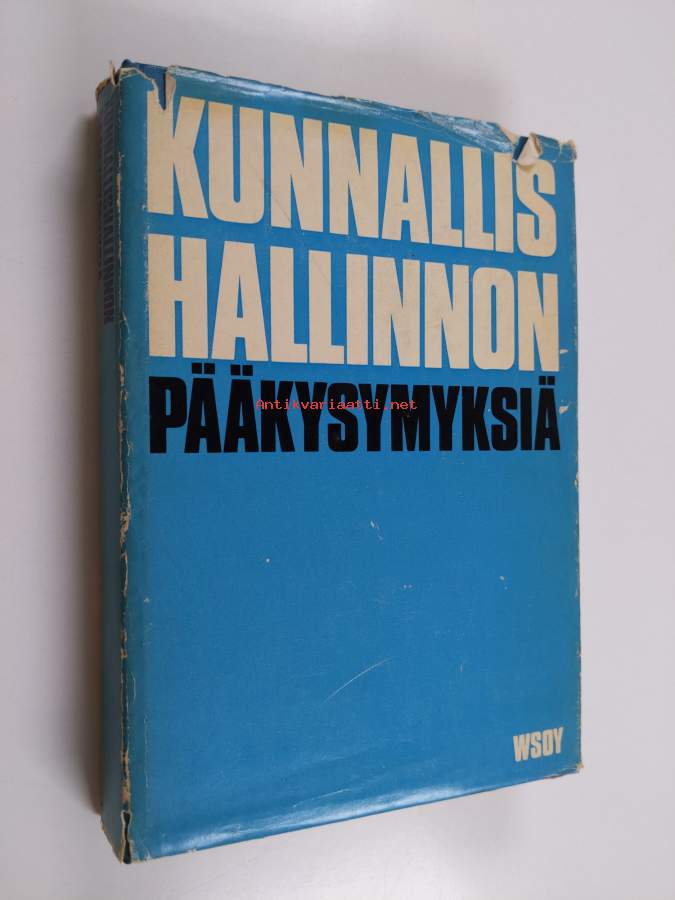 KUNNALLIS
HALLINNON
PÄÄKYSYMYKSIÄ
Antikvariaatti.net
WSOY